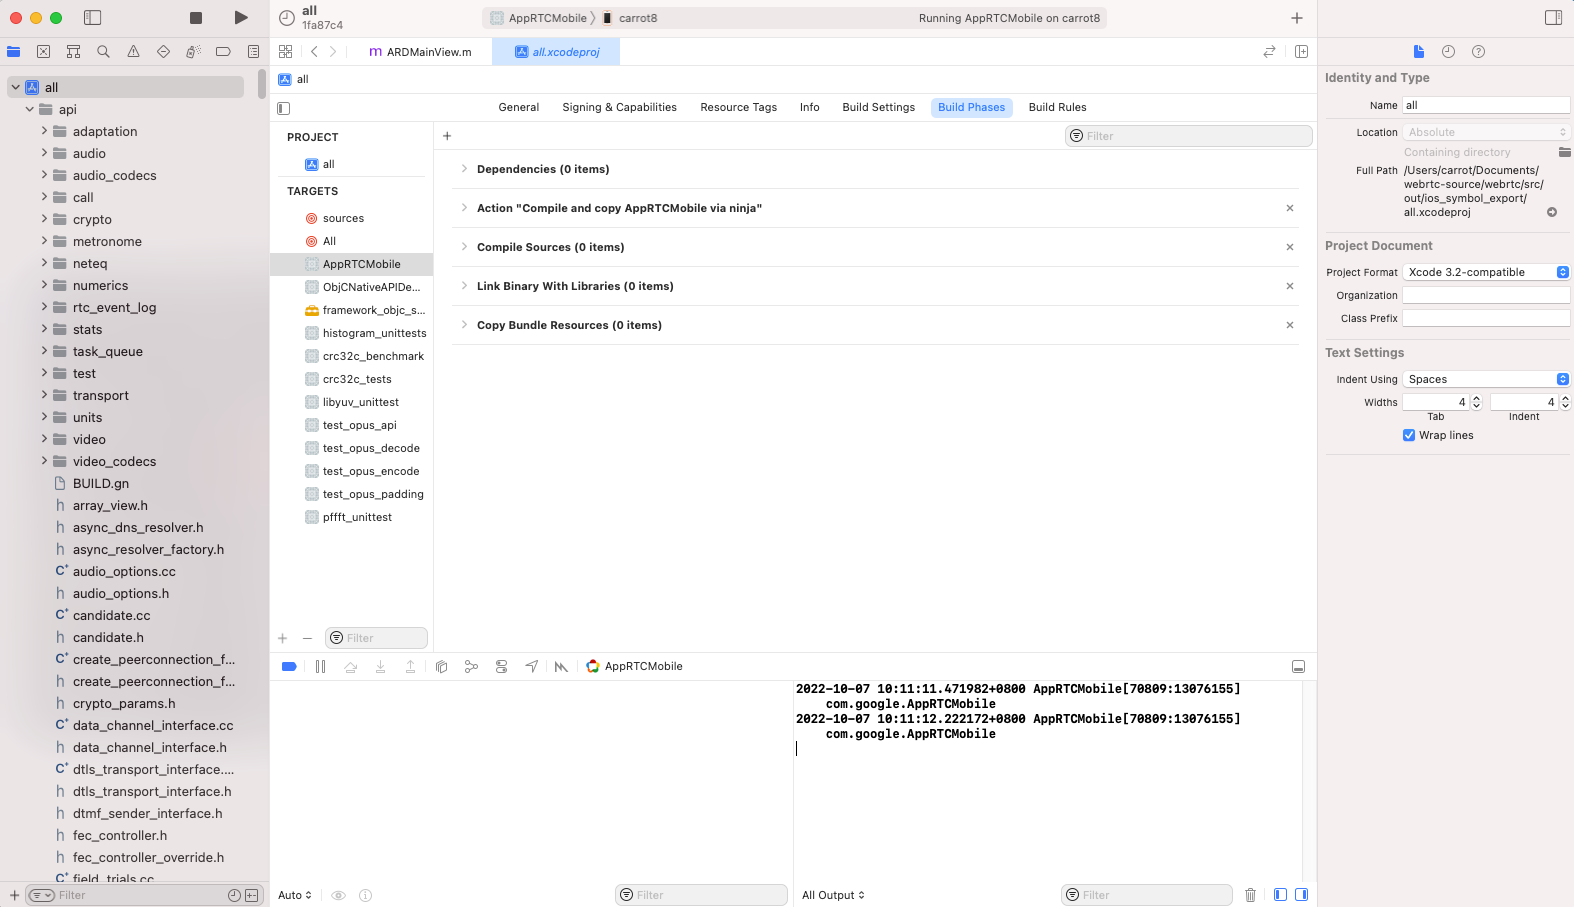 all
1fa87c4
AppRTCMobile
carrot8
Running AppRTCMobile on carrot8
ARDMainView.m
all.xcodeproj
all
api
adaptation
audio
audio_codecs
call
crypto
metronome
neteq
numerics
rtc_event_log
stats
task_queue
test
transport
units
video
video_codecs
BUILD.gn
array_view.h
async_dns_resolver.h
async_resolver_factory.h
audio_options.cc
audio_options.h
candidate.cc
candidate.h
create_peerconnection_f...
create_peerconnection_f...
crypto_params.h
data_channel_interface.cc
data_channel_interface.h
dtls_transport_interface....
dtls_transport_interface.h
dtmf_sender_interface.h
fec_controller.h
fec_controller_override.h
field_trials.cc
Filter
all
General
Signing & Capabilities
Resource Tags
Info
Build Settings
Build Phases
Build Rules
PROJECT
all
TARGETS
sources
All
AppRTCMobile
ObjCNativeAPIDe...
framework_objc_s...
histogram_unittests
crc32c_benchmark
crc32c_tests
libyuv_unittest
test_opus_api
test_opus_decode
test_opus_encode
test_opus_padding
pffft_unittest
Filter
Filter
Dependencies (0 items)
Action "Compile and copy AppRTCMobile via ninja"
Compile Sources (0 items)
Link Binary With Libraries (0 items)
Copy Bundle Resources (0 items)
AppRTCMobile
2022-10-07 10:11:11.471982+0800 AppRTCMobile[70809:13076155]
com.google.AppRTCMobile
2022-10-07 10:11:12.222172+0800 AppRTCMobile[70809:13076155]
com.google.AppRTCMobile
Auto
Filter
All Output
Filter
Identity and Type
Name all
Location Absolute
Containing directory
Full Path /Users/carrot/Documents/
webrtc-source/webrtc/src/
out/ios_symbol_export/
all.xcodeproj
Project Document
Project Format Xcode 3.2-compatible
Organization
Class Prefix
Text Settings
Indent Using Spaces
Widths 4 4
Tab Indent
Wrap lines